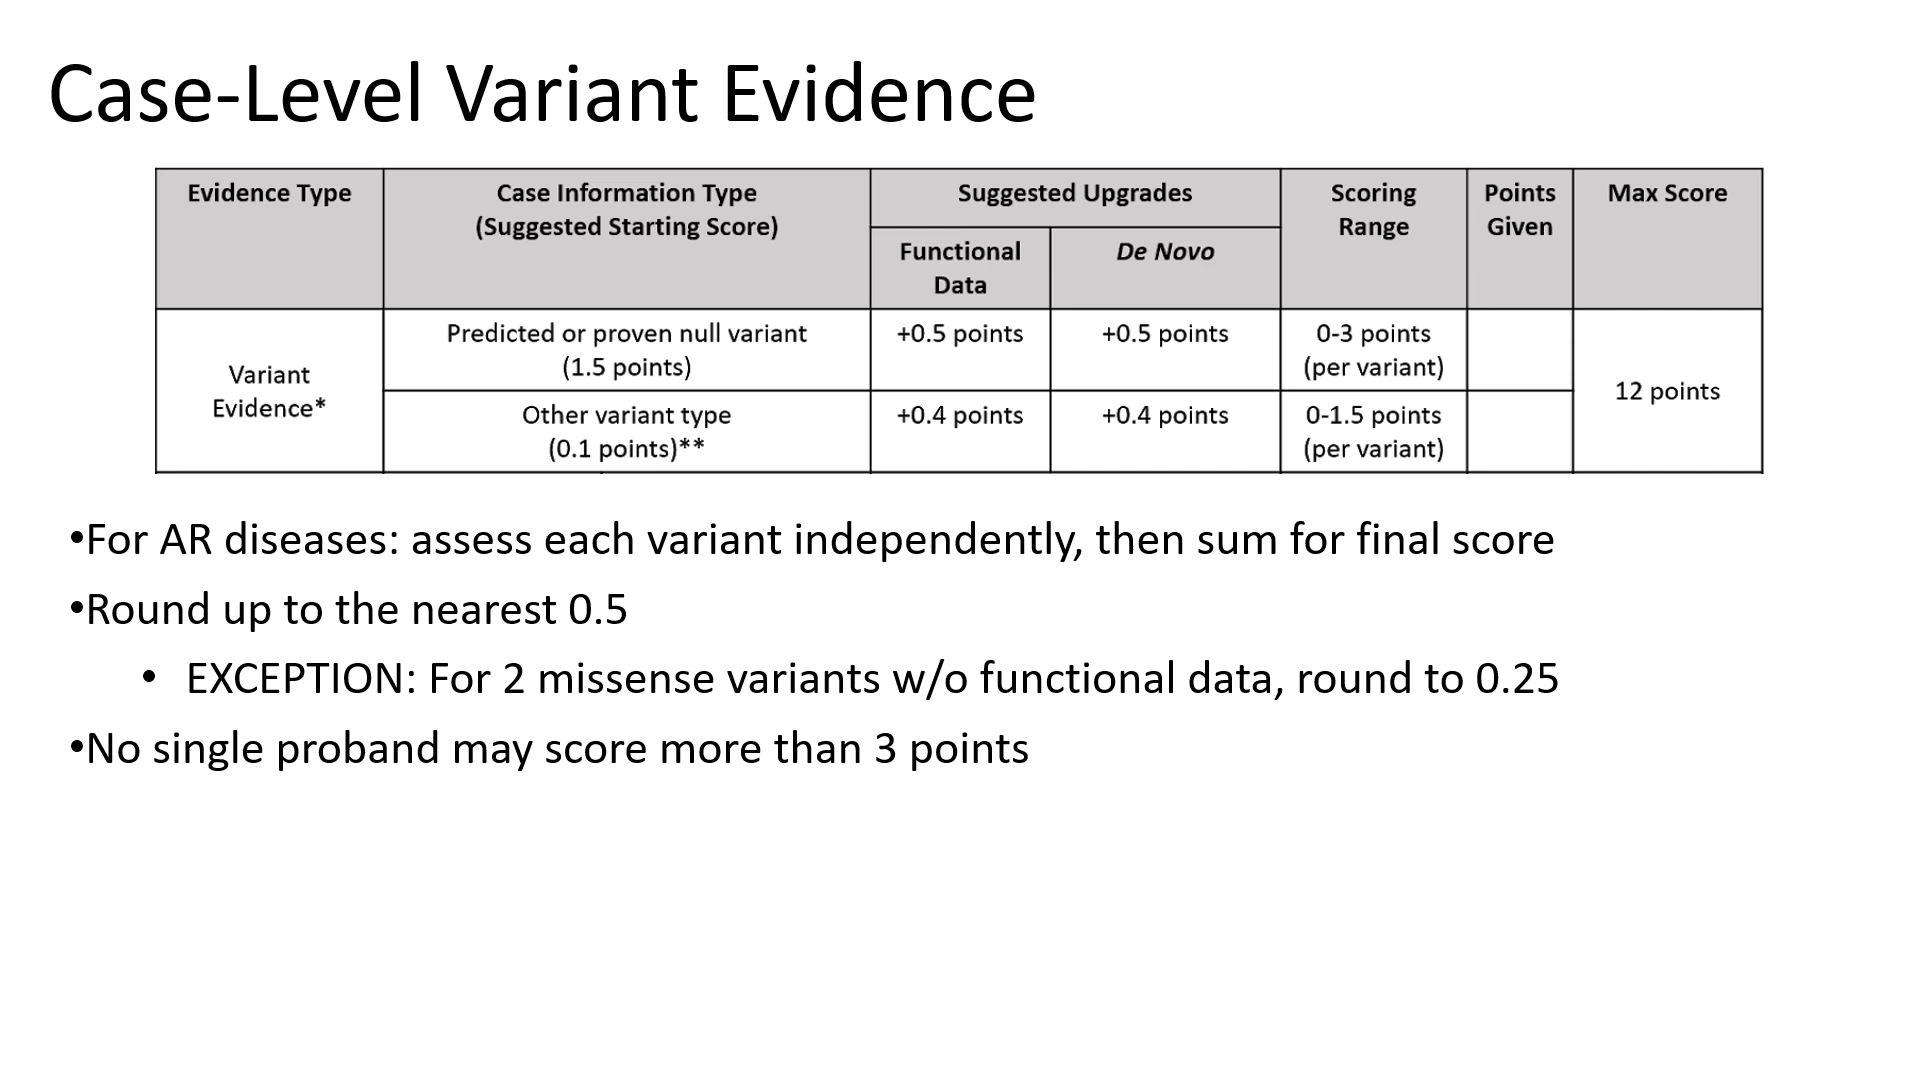 Case-Level Variant Evidence
Evidence Type
Case Information Type
(Suggested Starting Score)
Suggested Upgrades
Scoring
Range
Points
Given
Max Score
Functional
Data
De Novo
Variant
Evidence*
Predicted or proven null variant
(1.5 points)
+0.5 points
+0.5 points
0-3 points
(per variant)
12 points
Other variant type
(0.1 points)**
+0.4 points
+0.4 points
0-1.5 points
(per variant)
•For AR diseases: assess each variant independently, then sum for final score
•Round up to the nearest 0.5
• EXCEPTION: For 2 missense variants w/o functional data, round to 0.25
•No single proband may score more than 3 points